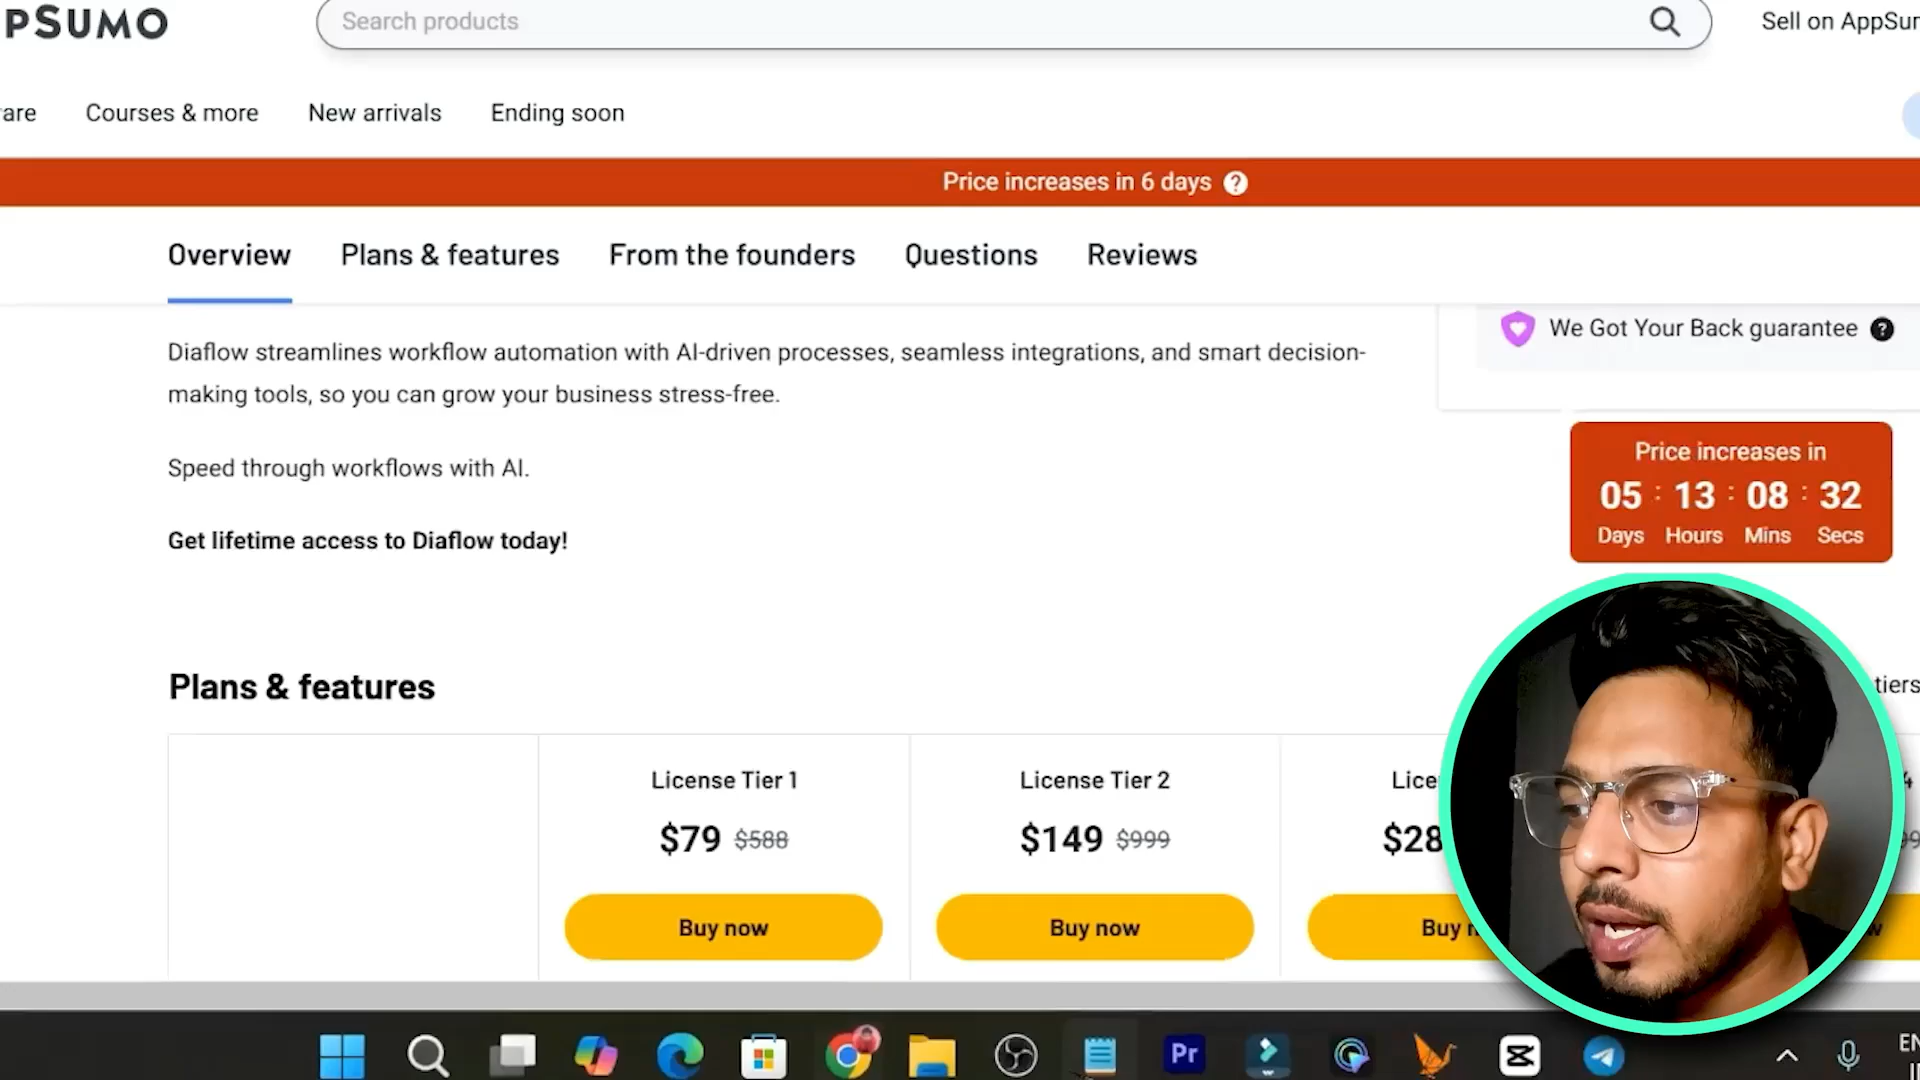 PSUMO
Search products
Sell on AppSu
are
Courses & more
New arrivals
Ending soon
Price increases in 6 days ?
Overview
Plans & features
From the founders
Questions
Reviews
Diaflow streamlines workflow automation with AI-driven processes, seamless integrations, and smart decision-
making tools, so you can grow your business stress-free.
Speed through workflows with AI.
Get lifetime access to Diaflow today!
We Got Your Back guarantee ?
Price increases in
05 : 13 : 08 : 32
Days Hours Mins Secs
Plans & features
tiers
License Tier 1
$79 $588
Buy now
License Tier 2
$149 $999
Buy now
Lice
$28
Buy
Pr
EN